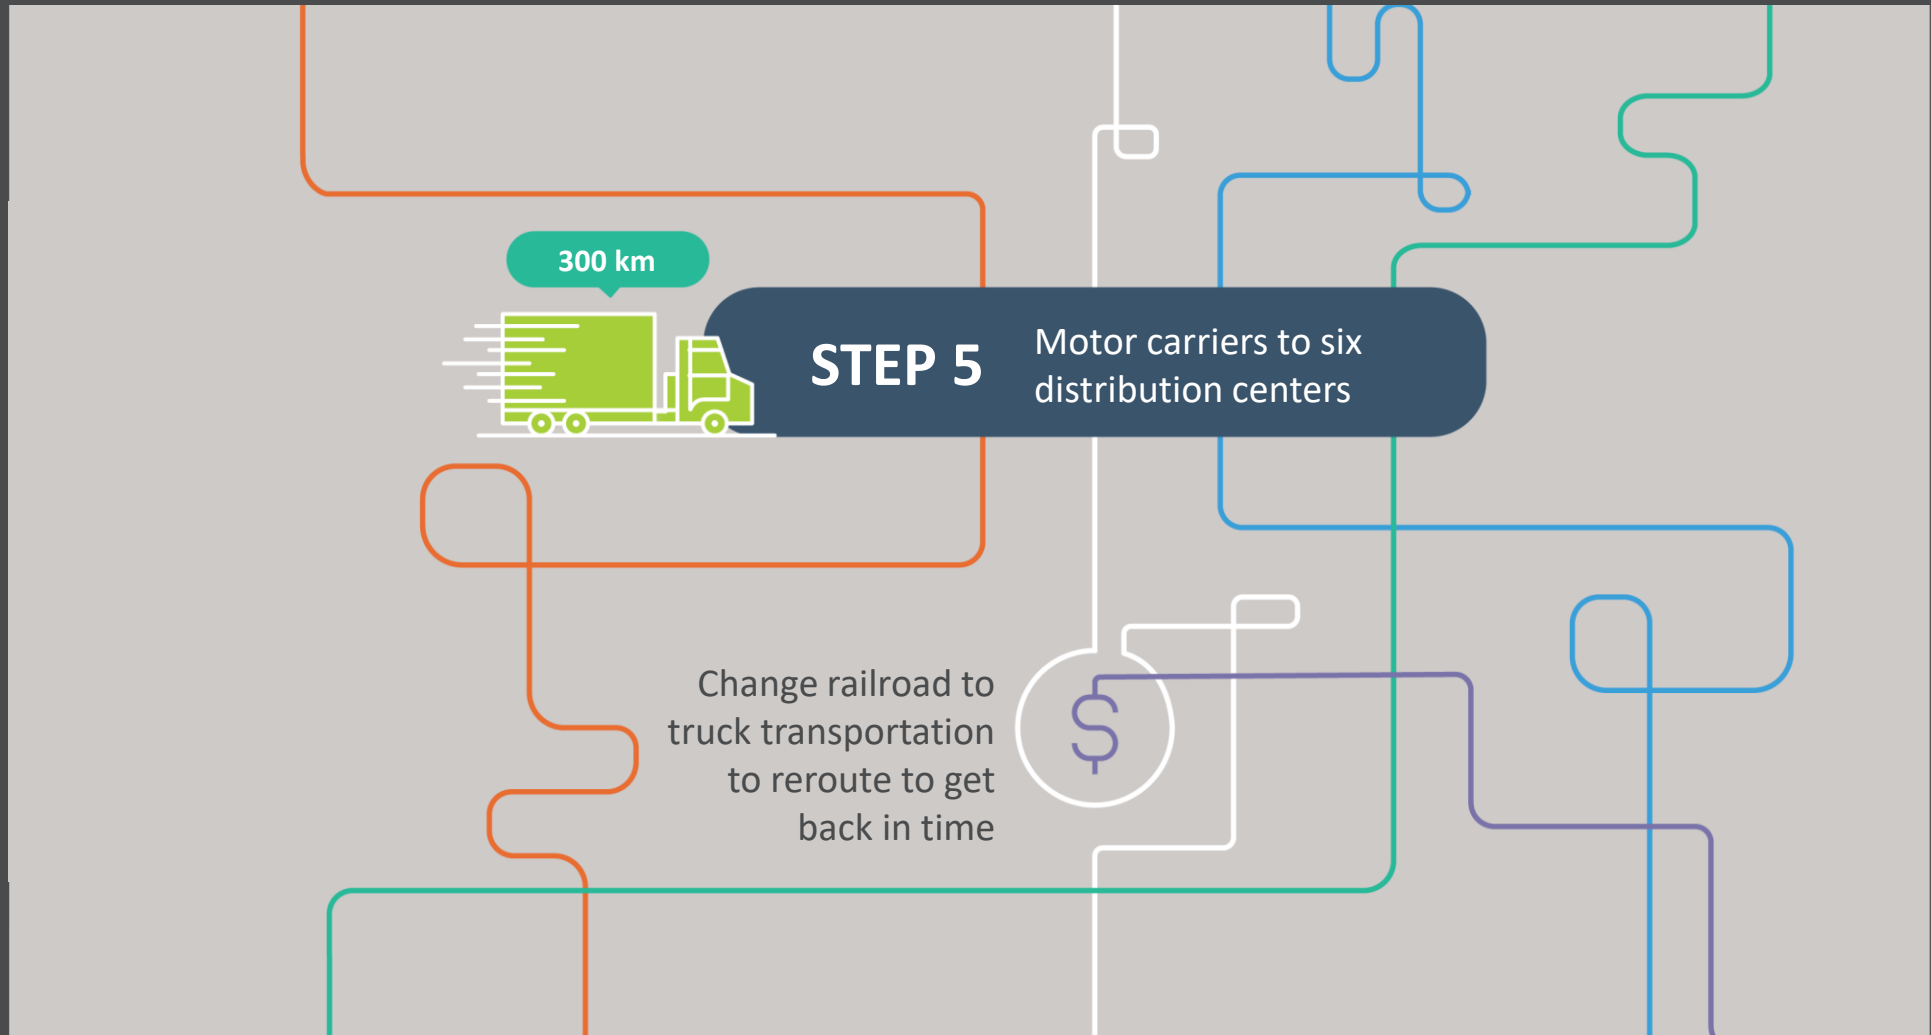 300 km
STEP 5
Motor carriers to six
distribution centers
Change railroad to
truck transportation
to reroute to get
back in time
$